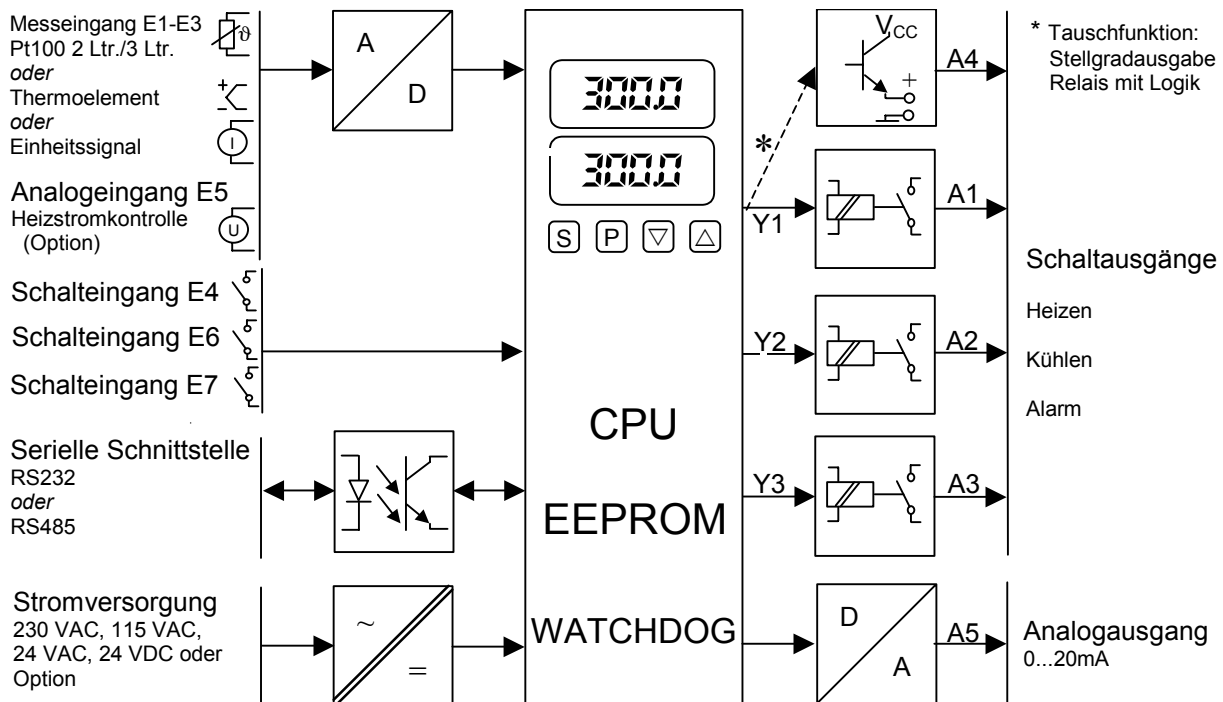 Messeingang E1-E3
Pt100 2 Ltr./3 Ltr.
oder
Thermoelement
oder
Einheitssignal
ϑ
+
I
Analogeingang E5
Heizstromkontrolle
(Option)
U
Schalteingang E4
Schalteingang E6
Schalteingang E7
Serielle Schnittstelle
RS232
oder
RS485
Stromversorgung
230 VAC, 115 VAC,
24 VAC, 24 VDC oder
Option
A
D
~
=
300.0
300.0
S P ▽ △
CPU
EEPROM
WATCHDOG
*
Y1
Y2
Y3
VCC
+
D
A
A4
A1
A2
A3
A5
* Tauschfunktion:
Stellgradausgabe
Relais mit Logik
Schaltausgänge
Heizen
Kühlen
Alarm
Analogausgang
0...20mA